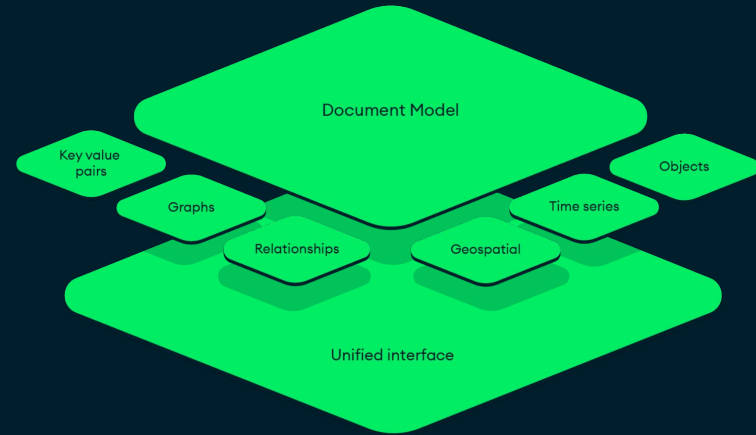 Document Model
Key value
pairs
Objects
Graphs
Time series
Relationships
Geospatial
Unified interface